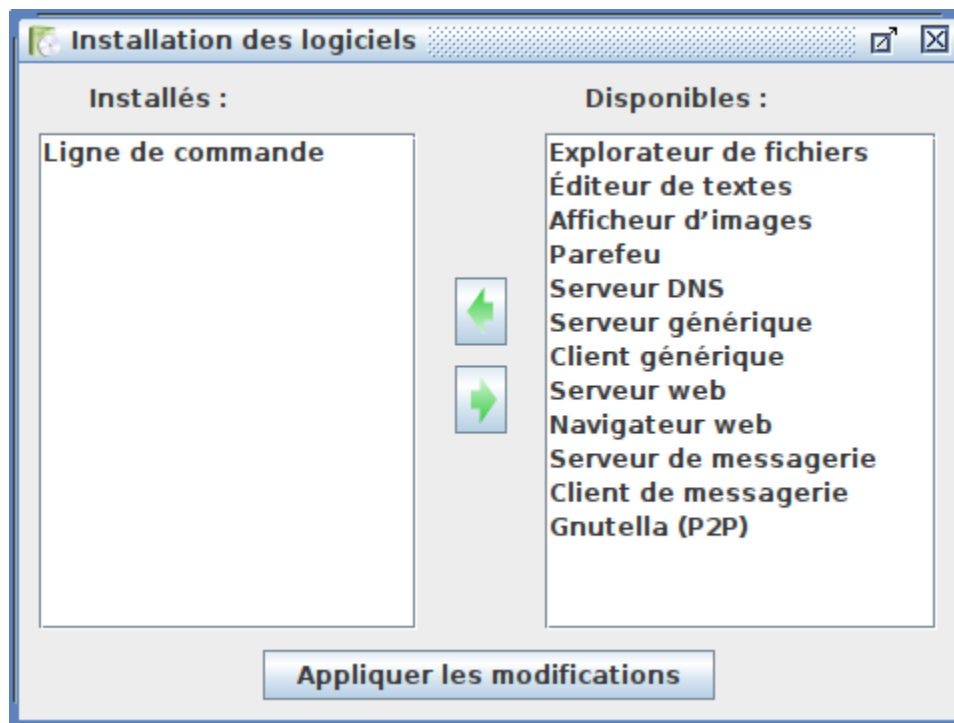 Installation des logiciels
Installés :
Disponibles :
Ligne de commande
Explorateur de fichiers
Éditeur de textes
Afficheur d’images
Parefeu
Serveur DNS
Serveur générique
Client générique
Serveur web
Navigateur web
Serveur de messagerie
Client de messagerie
Gnutella (P2P)
Appliquer les modifications